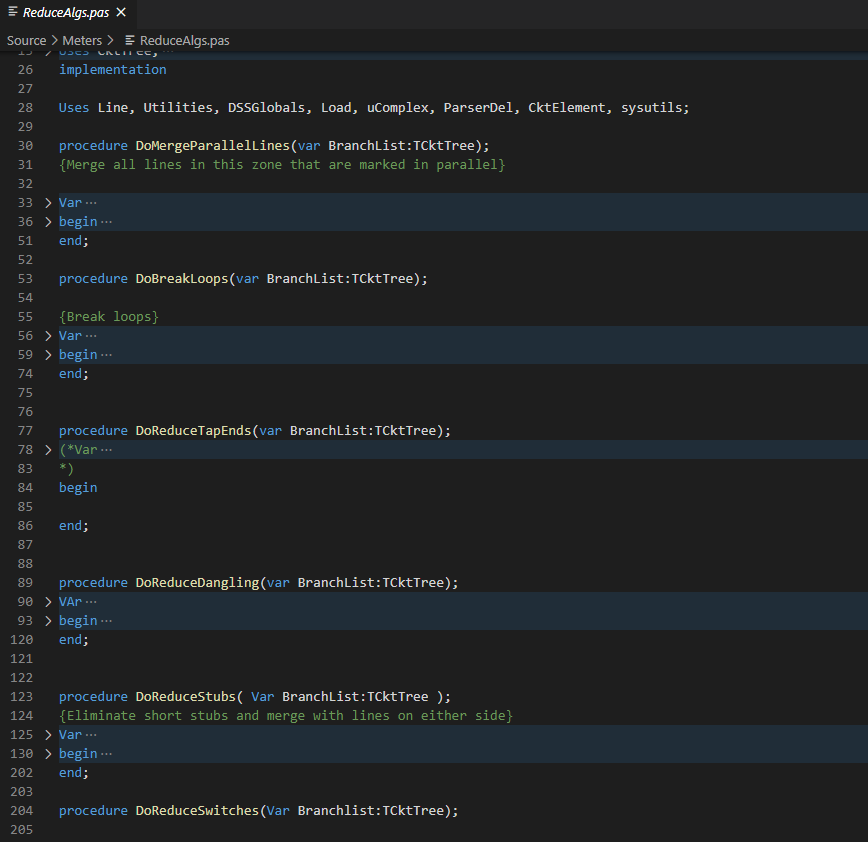 ReduceAlgs.pas
Source > Meters > ReduceAlgs.pas
15 > Uses CktTree; ···
26 implementation
27
28 Uses Line, Utilities, DSSGlobals, Load, uComplex, ParserDel, CktElement, sysutils;
29
30 procedure DoMergeParallelLines(var BranchList:TCktTree);
31 {Merge all lines in this zone that are marked in parallel}
32
33 > Var ···
36 > begin ···
51 end;
52
53 procedure DoBreakLoops(var BranchList:TCktTree);
54
55 {Break loops}
56 > Var ···
59 > begin ···
74 end;
75
76
77 procedure DoReduceTapEnds(var BranchList:TCktTree);
78 > (*Var ···
83 *)
84 begin
85
86 end;
87
88
89 procedure DoReduceDangling(var BranchList:TCktTree);
90 > VAr ···
93 > begin ···
120 end;
121
122
123 procedure DoReduceStubs( Var BranchList:TCktTree );
124 {Eliminate short stubs and merge with lines on either side}
125 > Var ···
130 > begin ···
202 end;
203
204 procedure DoReduceSwitches(Var Branchlist:TCktTree);
205